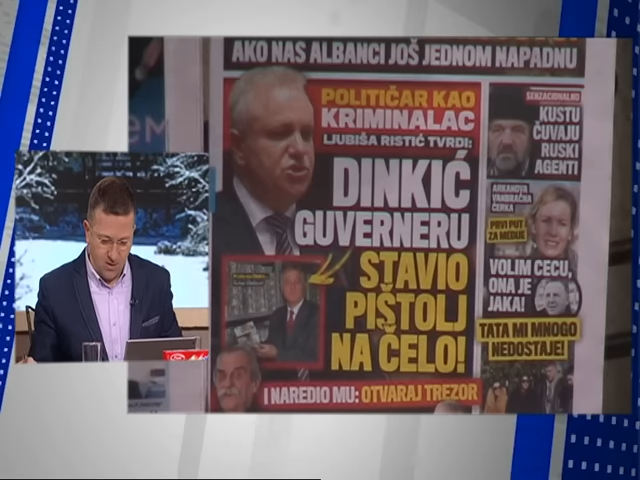 AKO NAS ALBANCI JOŠ JEDNOM NAPADNU
POLITIČAR KAO
KRIMINALAC
LJUBIŠA RISTIĆ TVRDI:
DINKIĆ
GUVERNERU
STAVIO
PIŠTOLJ
NA ČELO!
I NAREDIO MU: OTVARAJ TREZOR
SENZACIONALNO
KUSTU
ČUVAJU
RUSKI
AGENTI
ARKANOVA
VANBRAČNA
ĆERKA
PRVI PUT
ZA MEDIJE
VOLIM CECU,
ONA JE
JAKA!
TATA MI MNOGO
NEDOSTAJE!